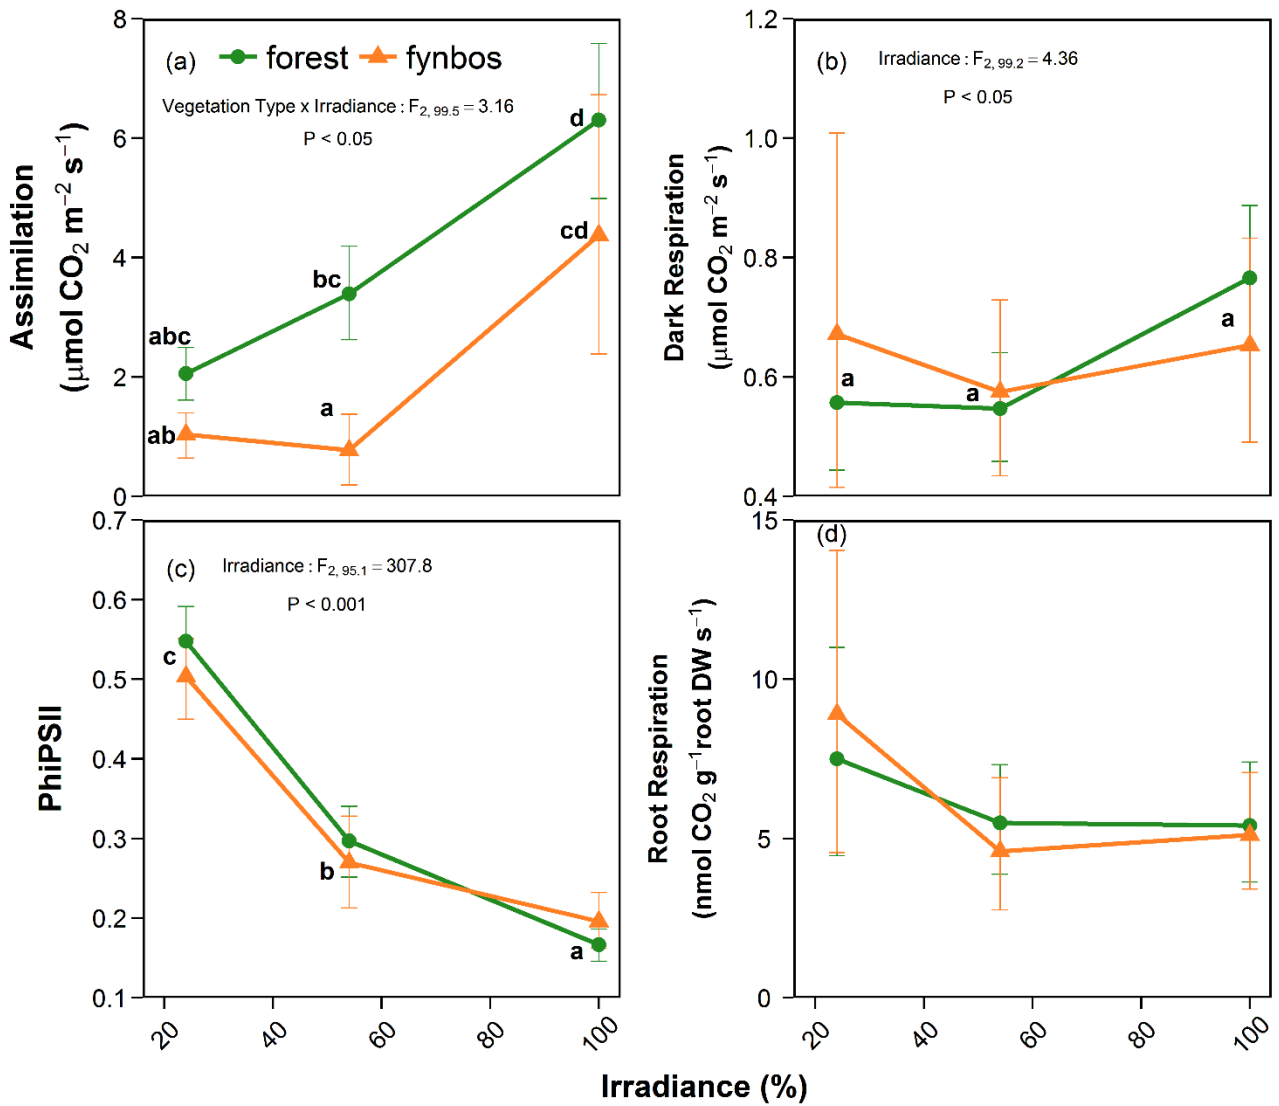 (a) forest fynbos
Vegetation Type x Irradiance : F2, 99.5 = 3.16
P < 0.05
Assimilation
(μmol CO2 m−2 s−1)
8
6
4
2
0
abc
bc
d
ab
a
cd
(b)
Irradiance : F2, 99.2 = 4.36
P < 0.05
Dark Respiration
(μmol CO2 m−2 s−1)
1.2
1.0
0.8
0.6
0.4
a
a
a
(c)
Irradiance : F2, 95.1 = 307.8
P < 0.001
PhiPSII
0.7
0.6
0.5
0.4
0.3
0.2
0.1
c
b
a
20
40
60
80
100
(d)
Root Respiration
(nmol CO2 g−1root DW s−1)
15
10
5
0
20
40
60
80
100
Irradiance (%)